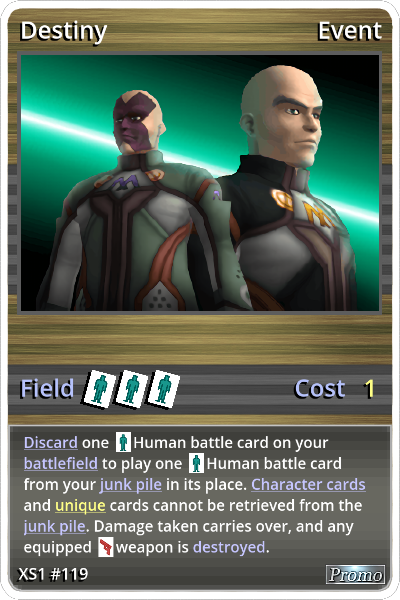 Destiny Event
Field Cost 1
Discard one Human battle card on your
battlefield to play one Human battle card
from your junk pile in its place. Character cards
and unique cards cannot be retrieved from the
junk pile. Damage taken carries over, and any
equipped weapon is destroyed.
XS1 #119 Promo